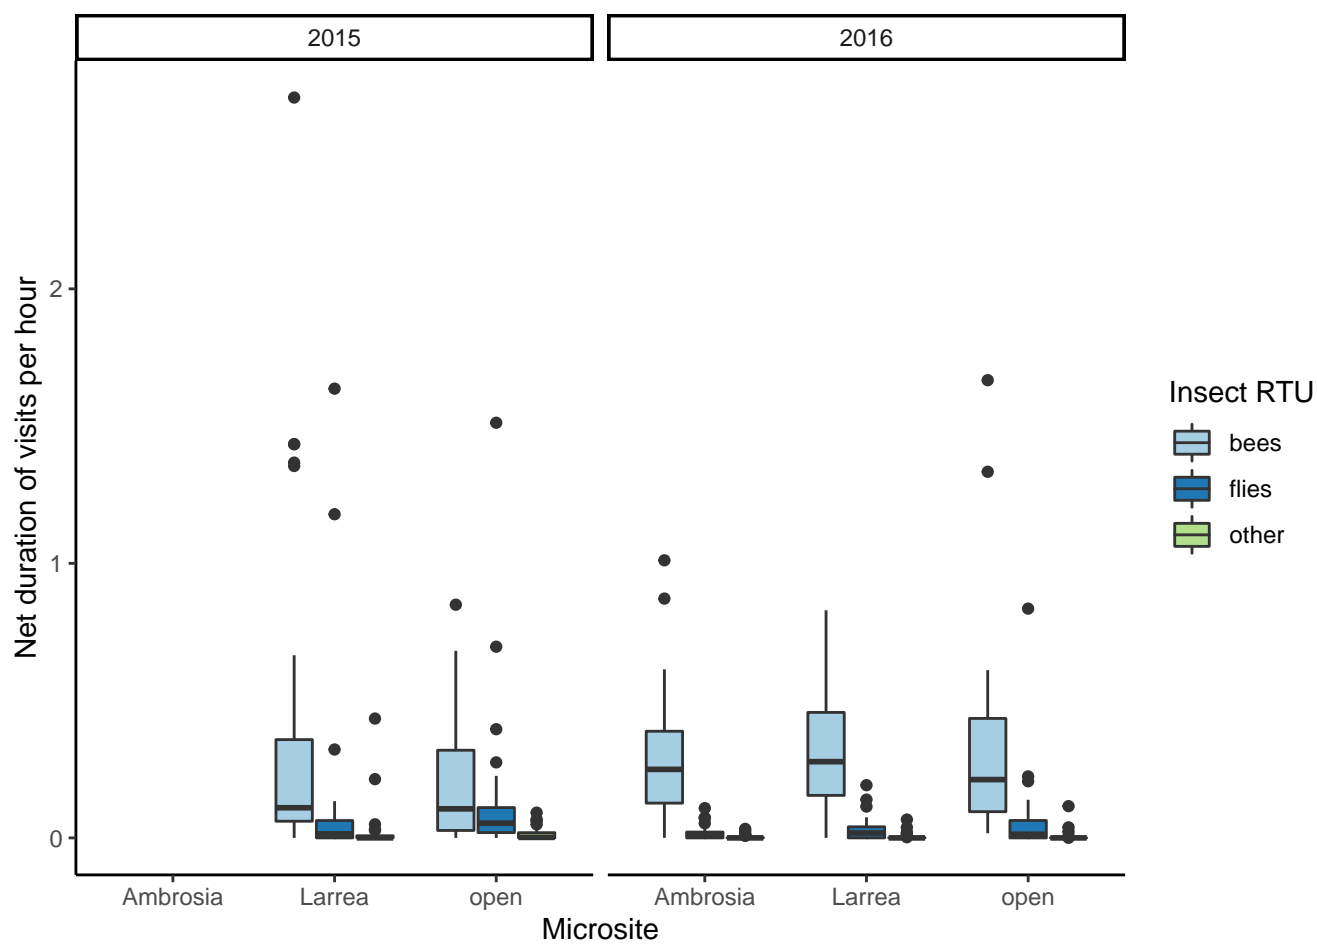 2015
2016
Net duration of visits per hour
2
1
0
Ambrosia
Larrea
open
Ambrosia
Larrea
open
Microsite
Insect RTU
bees
flies
other